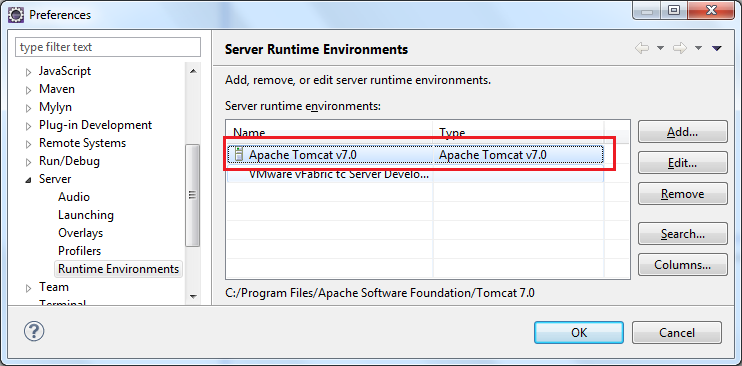 Preferences
type filter text
JavaScript
Maven
Mylyn
Plug-in Development
Remote Systems
Run/Debug
Server
Audio
Launching
Overlays
Profilers
Runtime Environments
Team
Terminal
Server Runtime Environments
Add, remove, or edit server runtime environments.
Server runtime environments:
Name Type
Apache Tomcat v7.0 Apache Tomcat v7.0
VMware vFabric tc Server Develo...
Add...
Edit...
Remove
Search...
Columns...
C:/Program Files/Apache Software Foundation/Tomcat 7.0
?
OK
Cancel